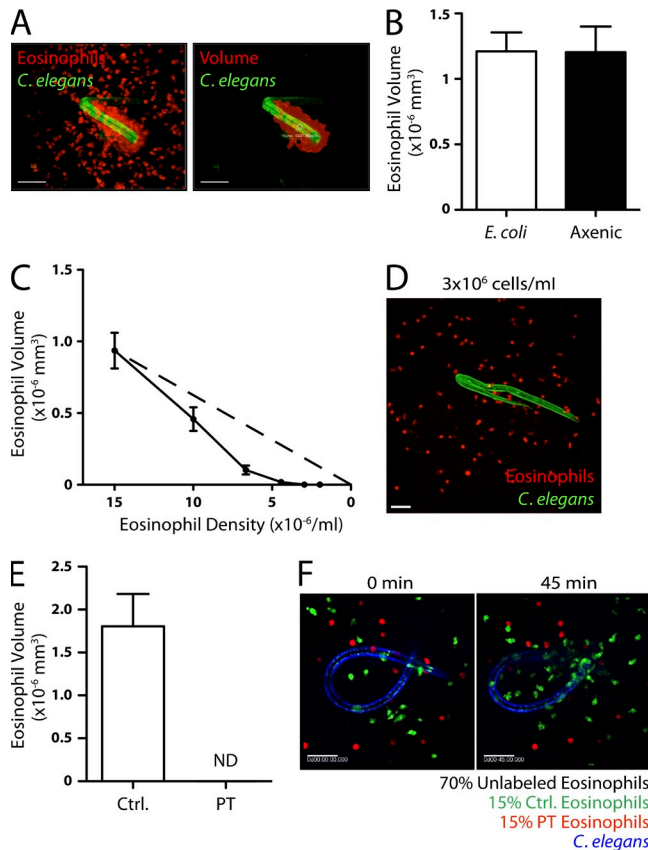 A
Eosinophils
C. elegans
Volume
C. elegans
B
Eosinophil Volume
(x10⁻⁶ mm³)
1.5
1
0
E. coli
Axenic
C
Eosinophil Volume
(x10⁻⁶ mm³)
1.5
1.0
0.5
0
15
10
5
0
Eosinophil Density (x10⁻⁶/ml)
D
3x10⁶ cells/ml
Eosinophils
C. elegans
E
Eosinophil Volume
(x10⁻⁶ mm³)
2.5
2.0
1.5
1.0
0.5
0
ND
Ctrl.
PT
F
0 min
45 min
70% Unlabeled Eosinophils
15% Ctrl. Eosinophils
15% PT Eosinophils
C. elegans